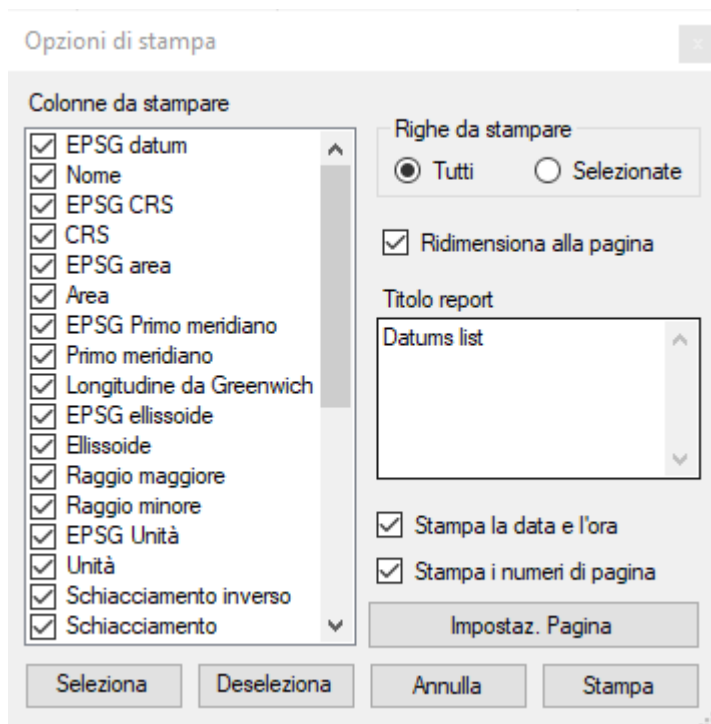 Opzioni di stampa
x
Colonne da stampare
EPSG datum
Nome
EPSG CRS
CRS
EPSG area
Area
EPSG Primo meridiano
Primo meridiano
Longitudine da Greenwich
EPSG ellissoide
Ellissoide
Raggio maggiore
Raggio minore
EPSG Unità
Unità
Schiacciamento inverso
Schiacciamento
Seleziona
Deseleziona
Righe da stampare
Tutti
Selezionate
Ridimensiona alla pagina
Titolo report
Datums list
Stampa la data e l'ora
Stampa i numeri di pagina
Impostaz. Pagina
Annulla
Stampa